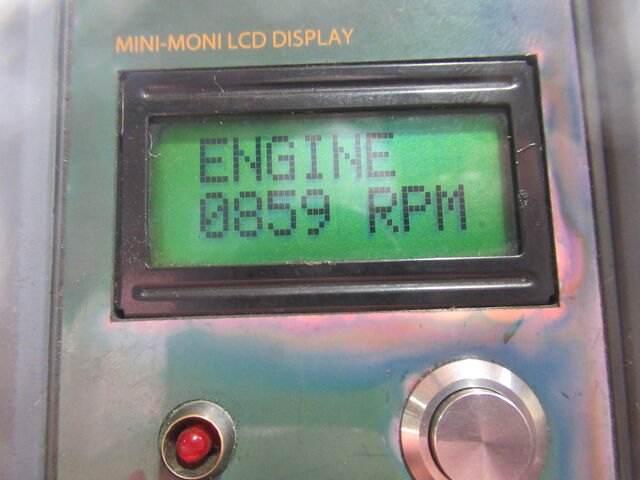 MINI-MONI LCD DISPLAY
ENGINE
0859 RPM